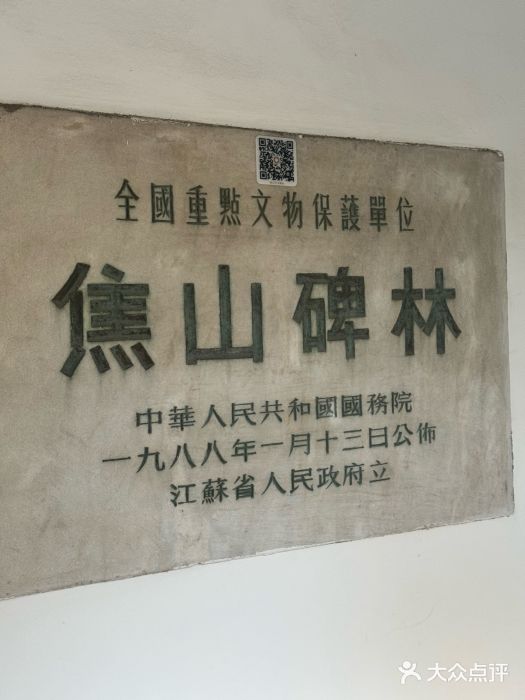 全國重點文物保護單位
焦山碑林
中華人民共和國國務院
一九八八年一月十三日公佈
江蘇省人民政府立
大众点评